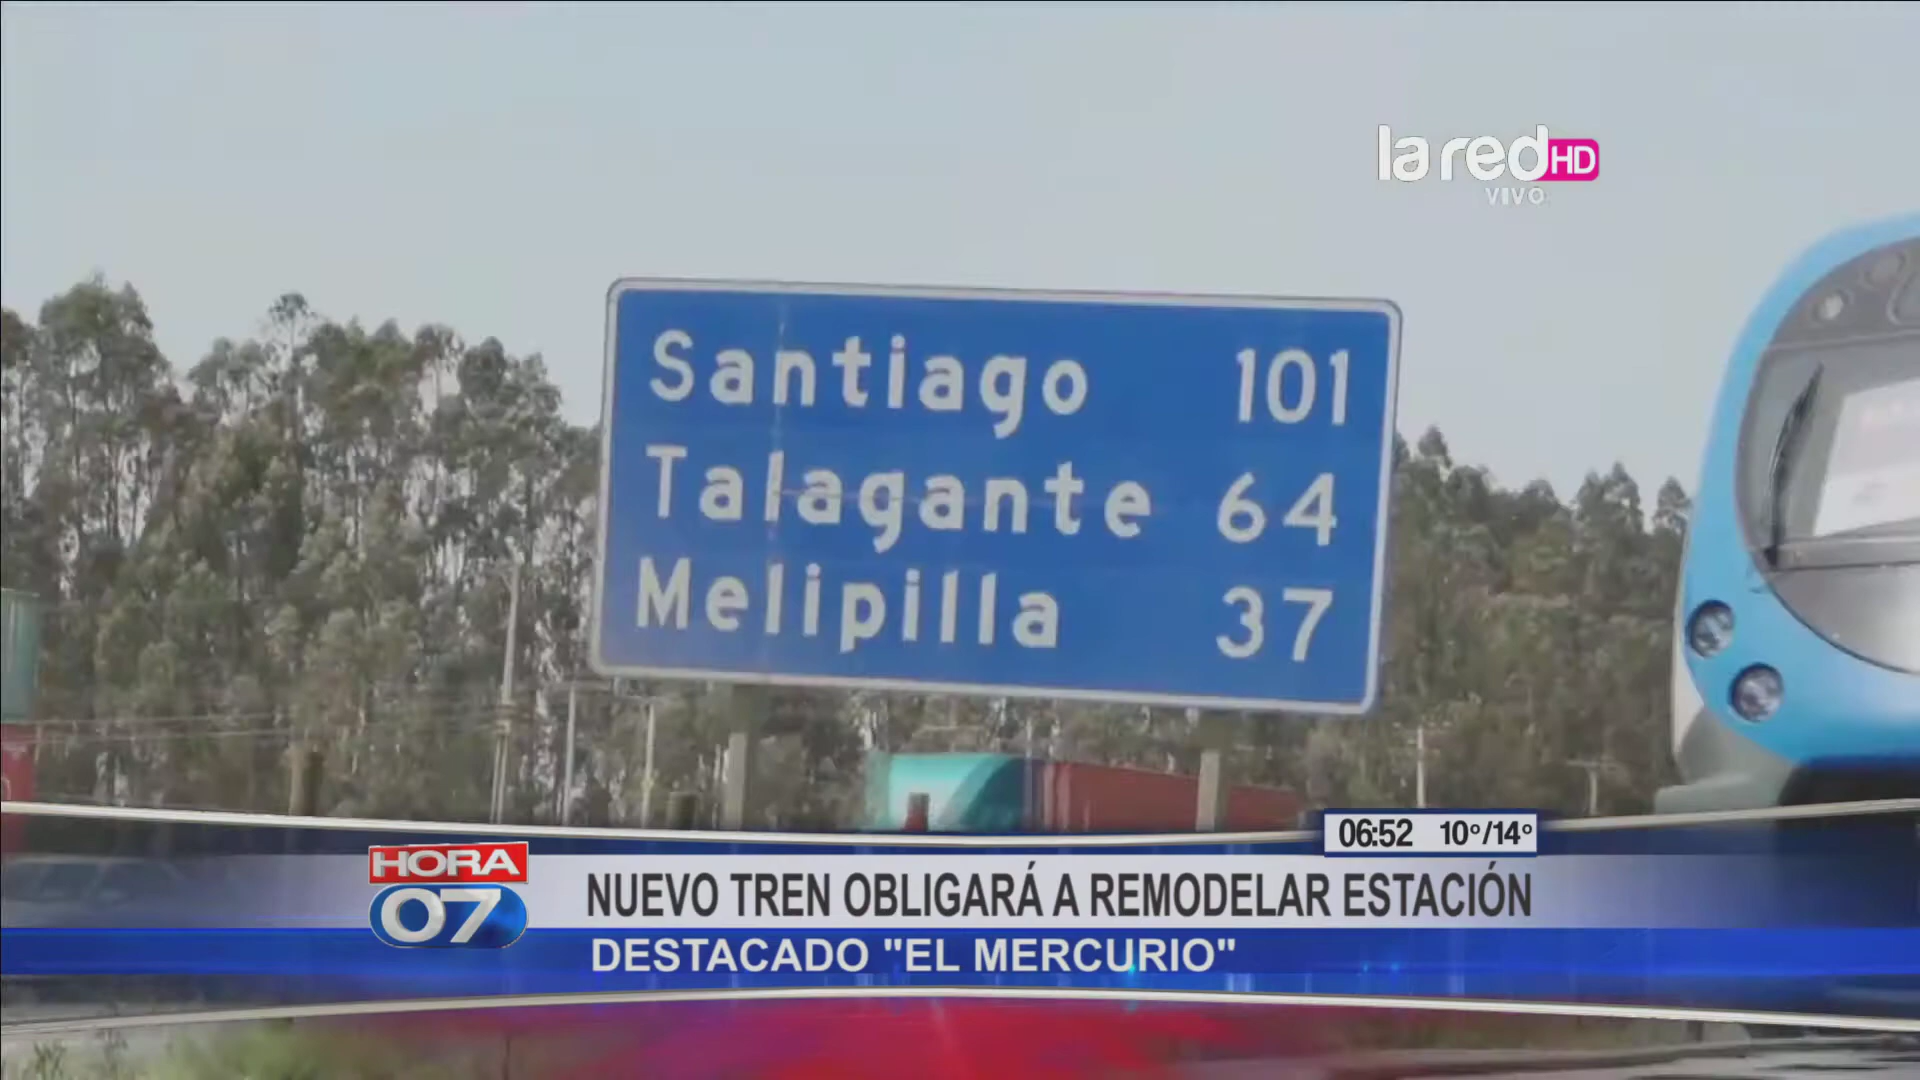 la red HD
VIVO
Santiago 101
Talagante 64
Melipilla 37
06:52 10°/14°
HORA
07
NUEVO TREN OBLIGARÁ A REMODELAR ESTACIÓN
DESTACADO "EL MERCURIO"